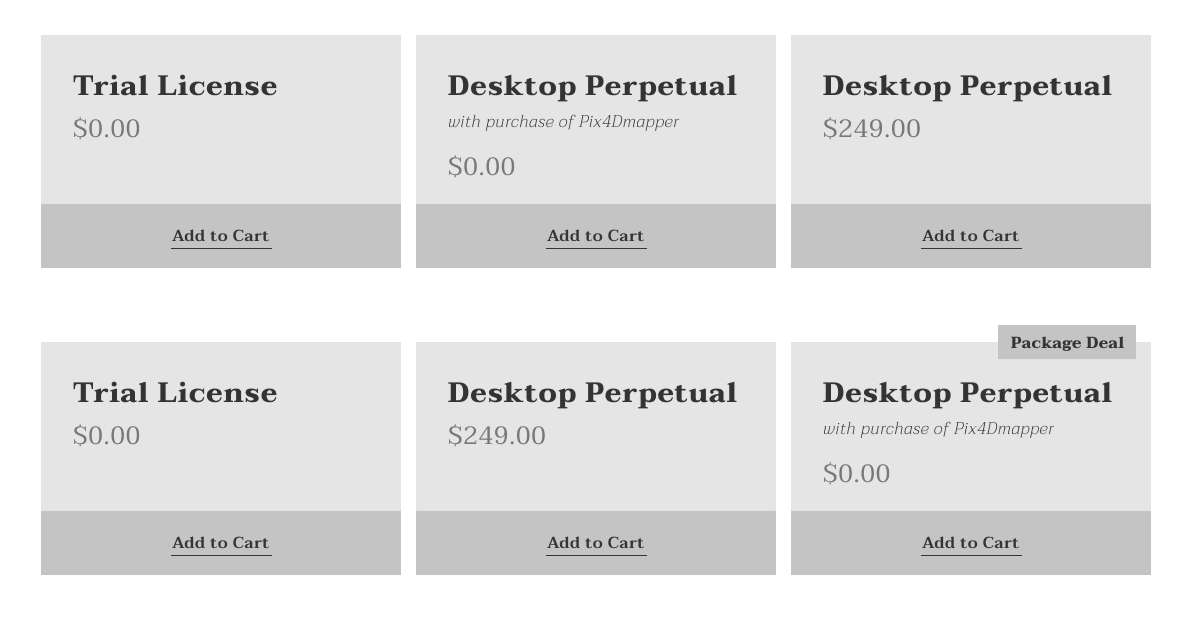 Trial License
$0.00
Add to Cart
Desktop Perpetual
with purchase of Pix4Dmapper
$0.00
Add to Cart
Desktop Perpetual
$249.00
Add to Cart
Trial License
$0.00
Add to Cart
Desktop Perpetual
$249.00
Add to Cart
Package Deal
Desktop Perpetual
with purchase of Pix4Dmapper
$0.00
Add to Cart